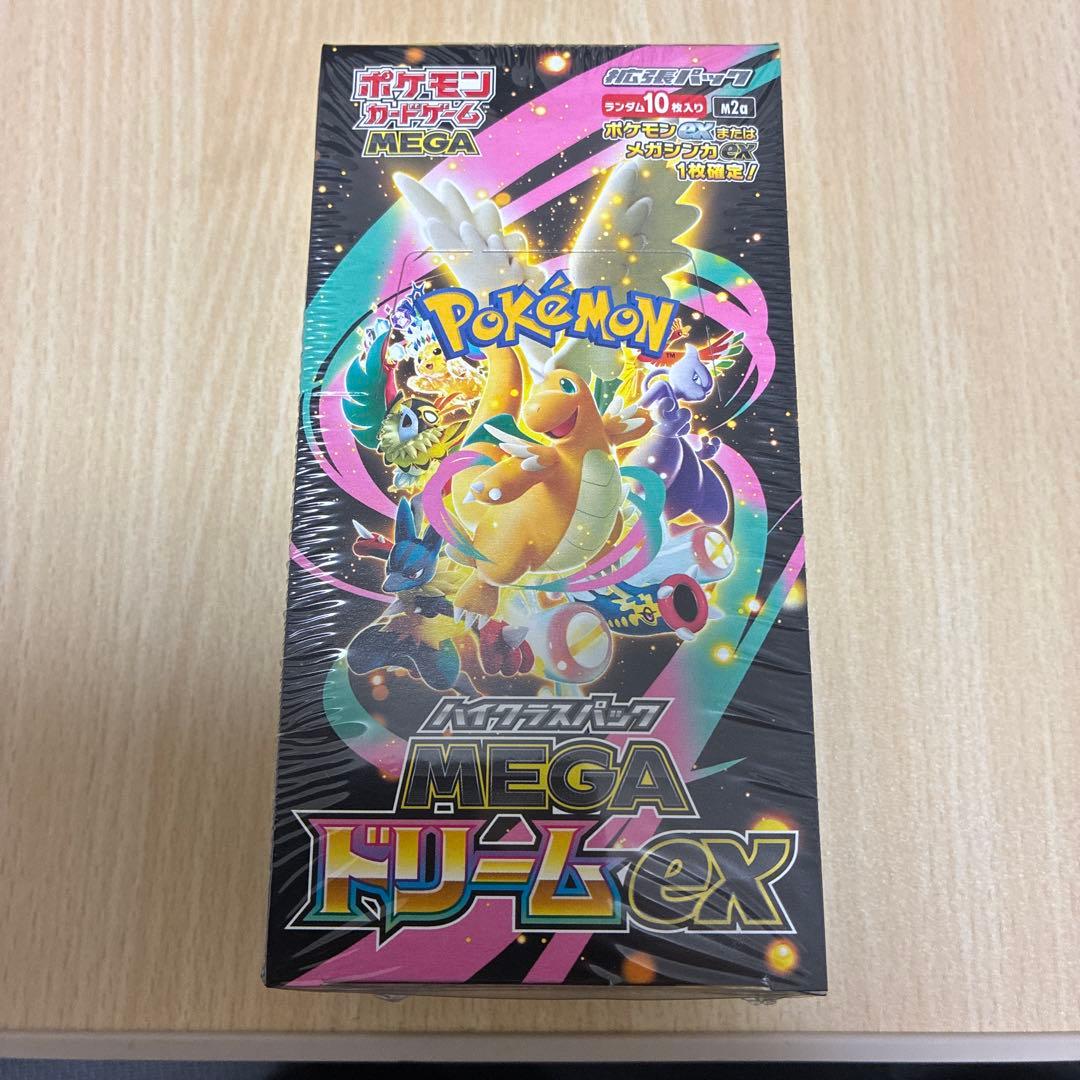 ポケモン
カードゲーム
MEGA
拡張パック
ランダム10枚入り M2a
ポケモンexまたは
メガシンカex
1枚確定!
POKÉMON
TM
ハイクラスパック
MEGA
ドリームex